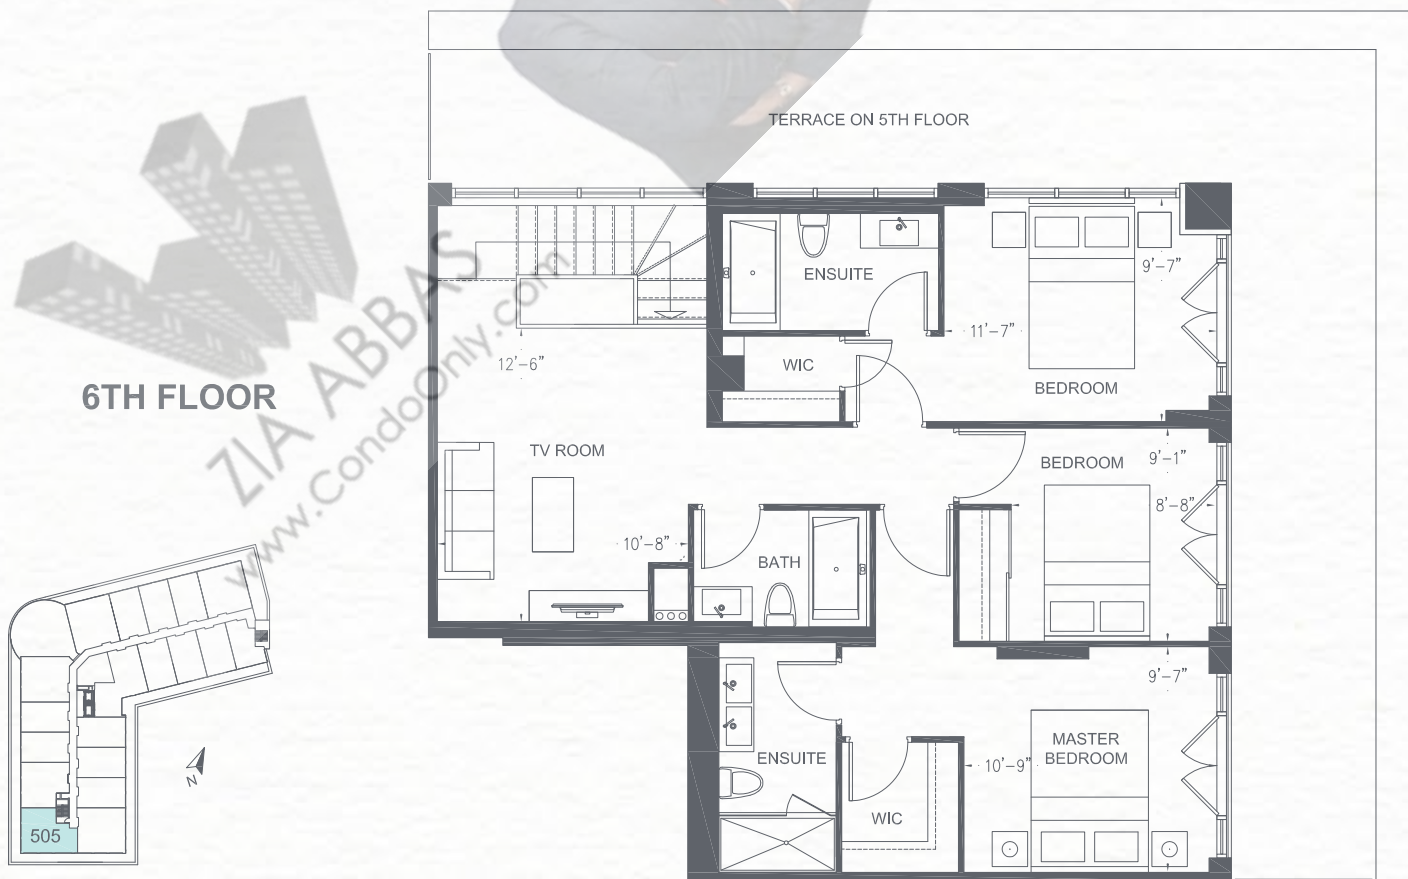 TERRACE ON 5TH FLOOR
ENSUITE
9'-7"
11'-7"
WIC
12'-6"
BEDROOM
6TH FLOOR
ZIA ABBAS
www.CondoOnly.com
TV ROOM
BEDROOM
9'-1"
8'-8"
10'-8"
BATH
9'-7"
MASTER
BEDROOM
ENSUITE
10'-9"
WIC
N
505